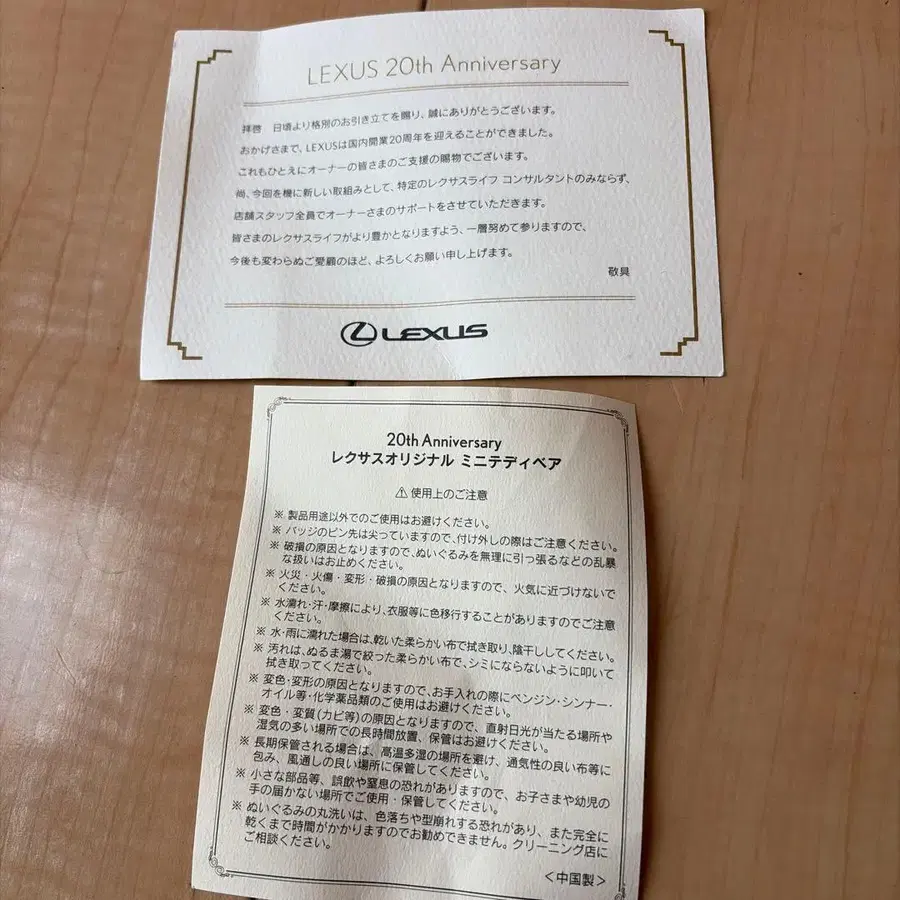 LEXUS 20th Anniversary
拝啓　日頃より格別のお引き立てを賜り、誠にありがとうございます。
おかげさまで、LEXUSは国内開業20周年を迎えることができました。
これもひとえにオーナーの皆さまのご支援の賜物でございます。
尚、今回を機に新しい取組みとして、特定のレクサスライフ コンサルタントのみならず、
店舗スタッフ全員でオーナーさまのサポートをさせていただきます。
皆さまのレクサスライフがより豊かとなりますよう、一層努めて参りますので、
今後も変わらぬご愛顧のほど、よろしくお願い申し上げます。
敬具
LEXUS
20th Anniversary
レクサスオリジナル ミニテディベア
⚠ 使用上のご注意
※ 製品用途以外でのご使用はお避けください。
※ バッジのピン先は尖っていますので、付け外しの際はご注意ください。
※ 破損の原因となりますので、ぬいぐるみを無理に引っ張るなどの乱暴
な扱いはお止めください。
※ 火災・火傷・変形・破損の原因となりますので、火気に近づけないで
ください。
※ 水濡れ・汗・摩擦により、衣服等に色移行することがありますのでご注意
ください。
※ 水・雨に濡れた場合は、乾いた柔らかい布で拭き取り、陰干ししてください。
※ 汚れは、ぬるま湯で絞った柔らかい布で、シミにならないように叩いて
拭き取ってください。
※ 変色・変形の原因となりますので、お手入れの際にベンジン・シンナー・
オイル等・化学薬品類のご使用はお避けください。
※ 変色・変質(カビ等)の原因となりますので、直射日光が当たる場所や
湿気の多い場所での長時間放置、保管はお避けください。
※ 長期保管される場合は、高温多湿の場所を避け、通気性の良い布等に
包み、風通しの良い場所に保管してください。
※ 小さな部品等、誤飲や窒息の恐れがありますので、お子さまや幼児の
手の届かない場所でご使用・保管してください。
※ ぬいぐるみの丸洗いは、色落ちや型崩れする恐れがあり、また完全に
乾くまで時間がかかりますのでお勧めできません。クリーニング店に
ご相談ください。
＜中国製＞